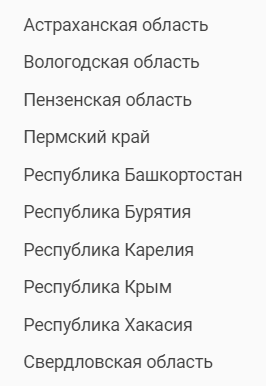 Астраханская область
Вологодская область
Пензенская область
Пермский край
Республика Башкортостан
Республика Бурятия
Республика Карелия
Республика Крым
Республика Хакасия
Свердловская область